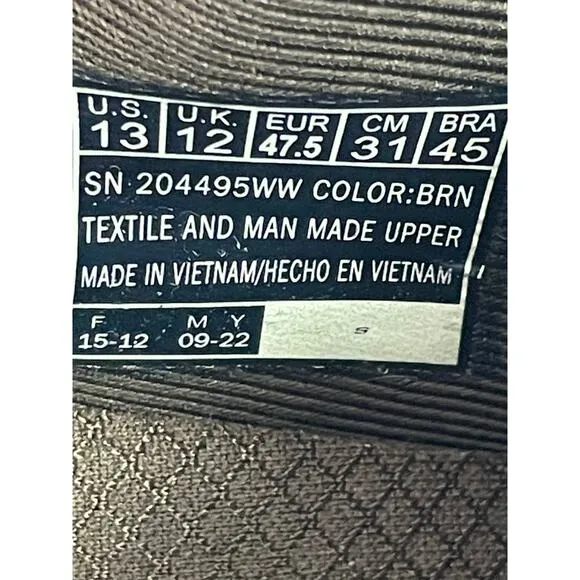 U.S. U.K. EUR CM BRA
13 12 47.5 31 45
SN 204495WW COLOR:BRN
TEXTILE AND MAN MADE UPPER
MADE IN VIETNAM/HECHO EN VIETNAM
F M Y
15-12 09-22
S